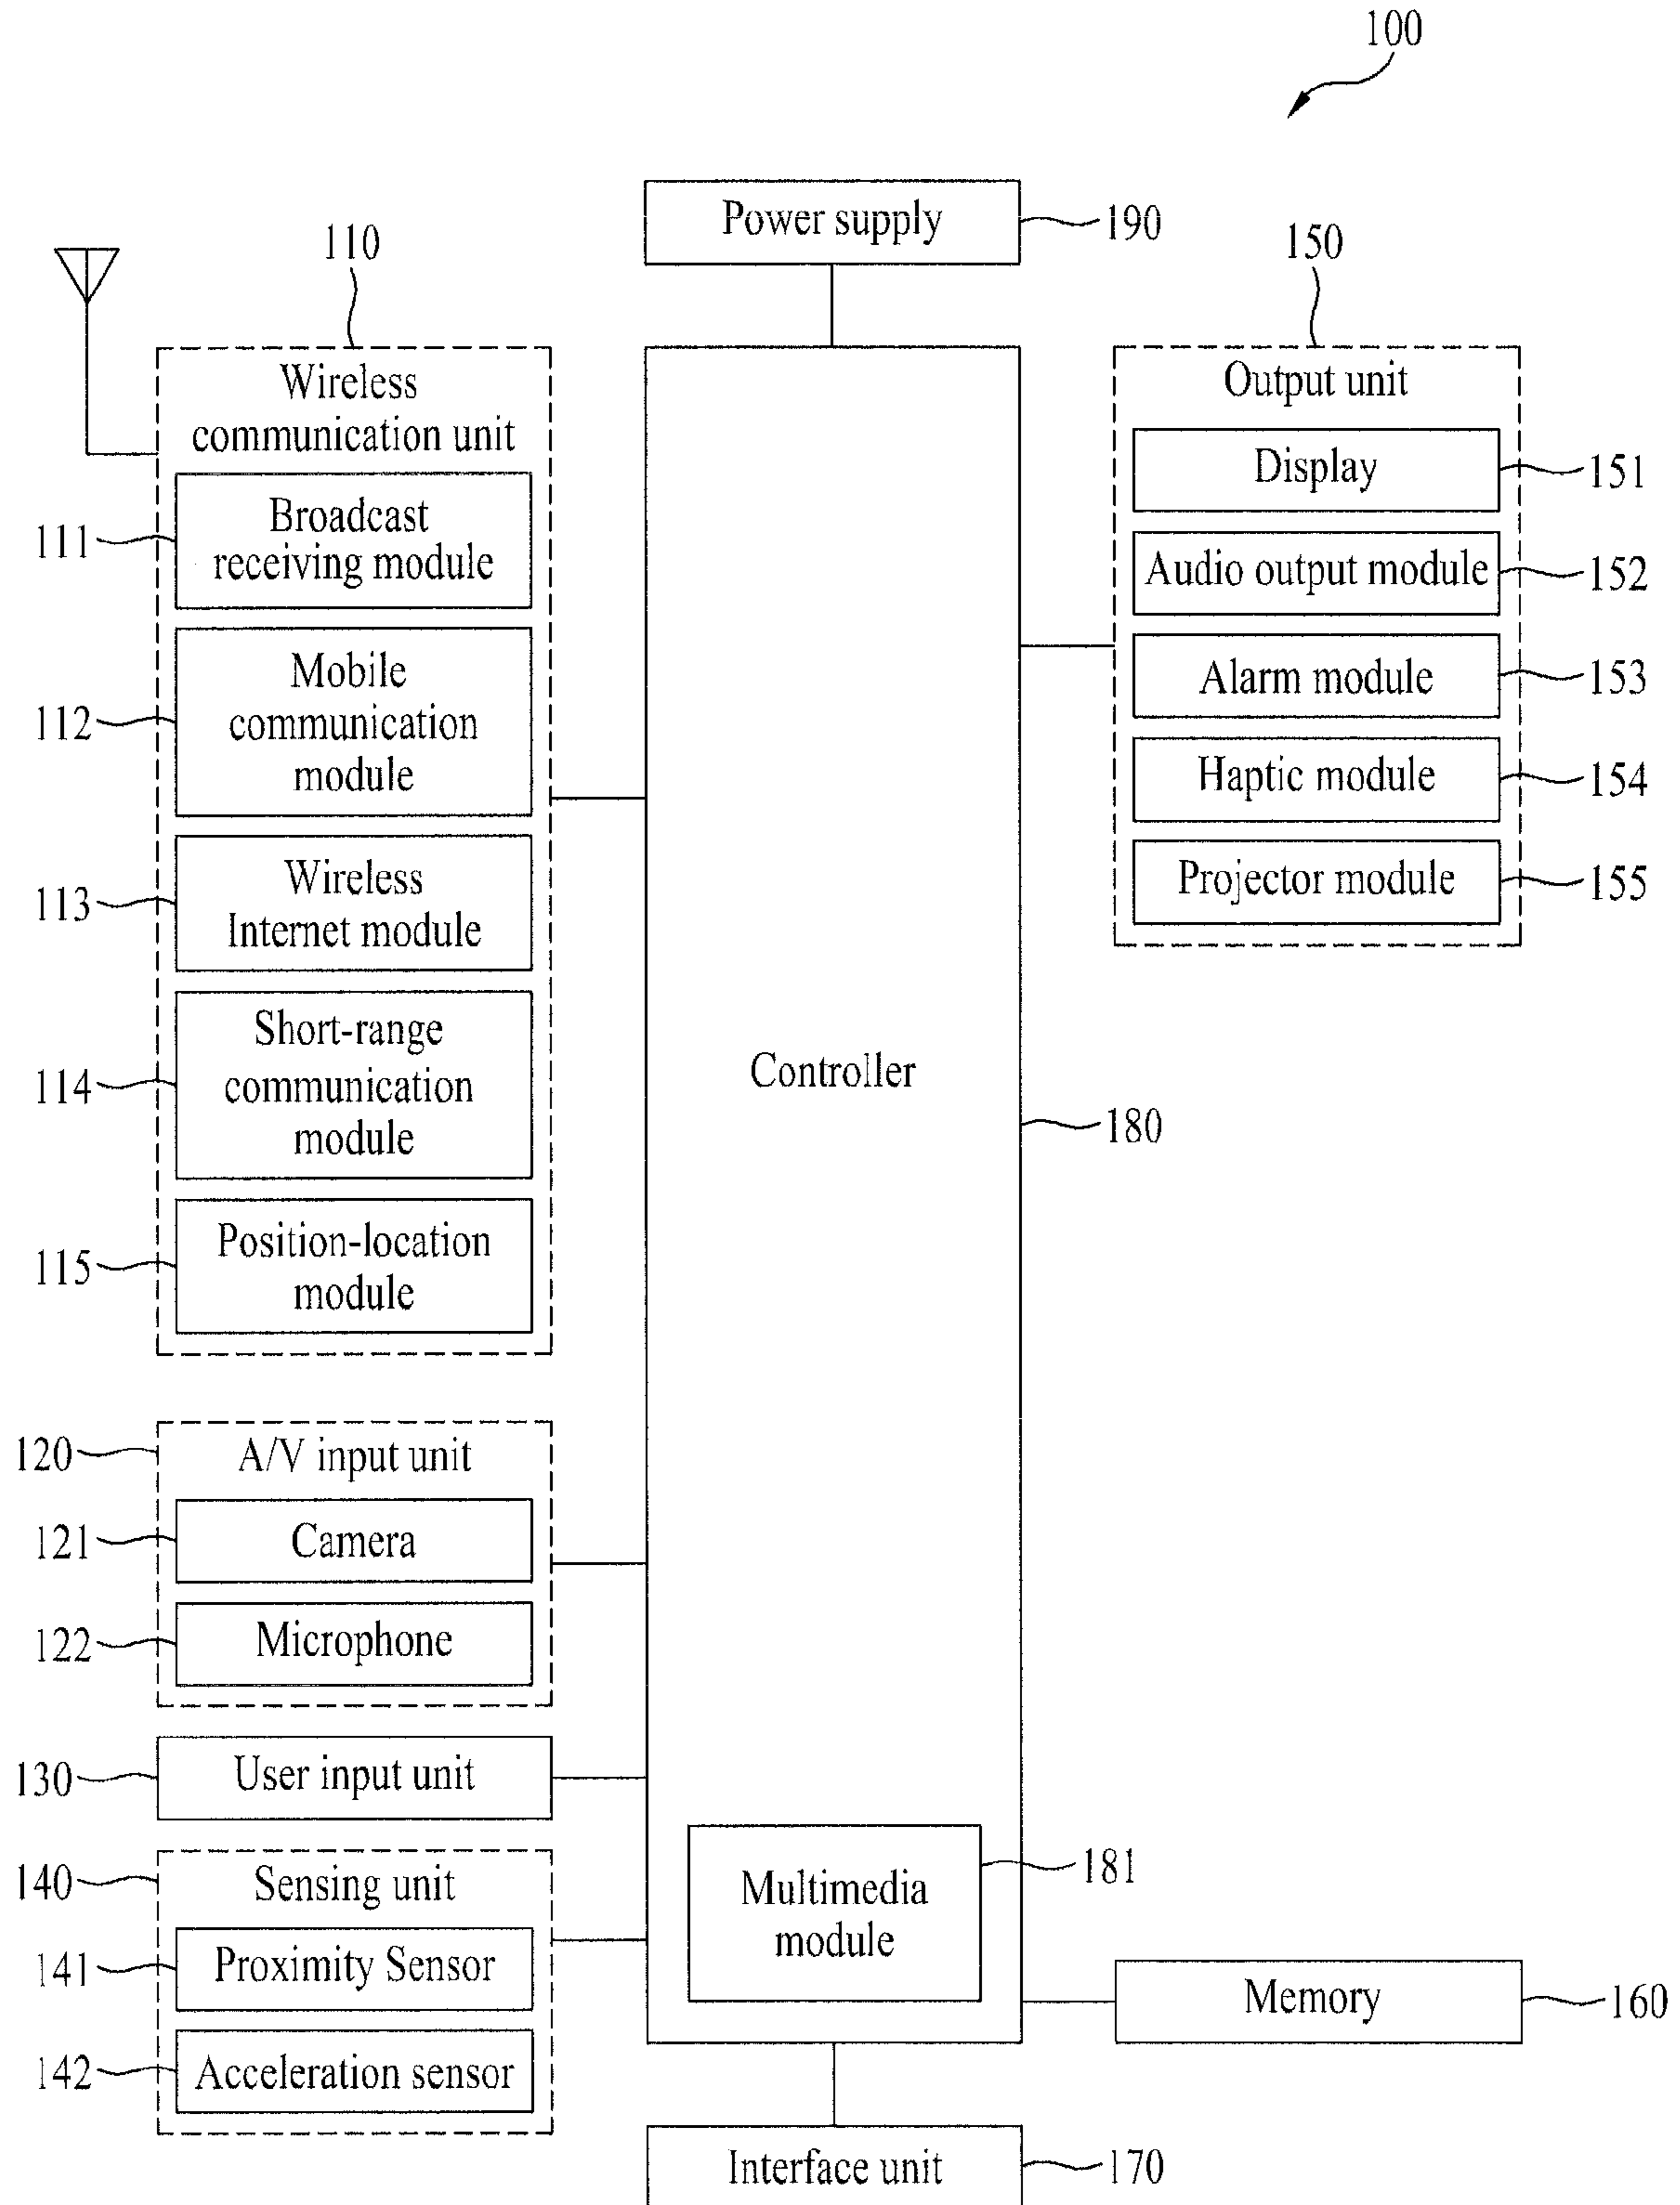 100
Power supply
190
110
150
Wireless
communication unit
Output unit
Display
151
Broadcast
receiving module
111
Audio output module
152
Mobile
communication
module
112
Alarm module
153
Haptic module
154
Wireless
Internet module
113
Projector module
155
Short-range
communication
module
114
Controller
180
Position-location
module
115
120
A/V input unit
121
Camera
122
Microphone
130
User input unit
140
Sensing unit
Multimedia
module
181
141
Proximity Sensor
Memory
160
142
Acceleration sensor
Interface unit
170